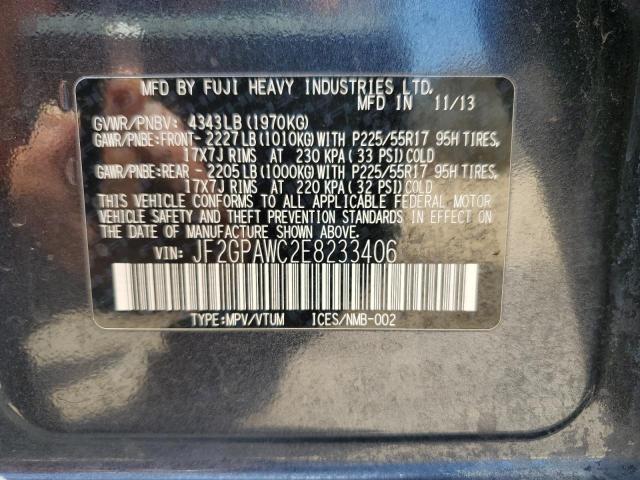 MFD BY FUJI HEAVY INDUSTRIES LTD.
MFD IN 11/13
GVWR/PNBV: 4343LB (1970KG)
GAWR/PNBE:FRONT- 2227LB (1010KG) WITH P225/55R17 95H TIRES,
17X7J RIMS AT 230 KPA (33 PSI) COLD
GAWR/PNBE:REAR - 2205LB (1000KG) WITH P225/55R17 95H TIRES,
17X7J RIMS AT 220 KPA (32 PSI) COLD
THIS VEHICLE CONFORMS TO ALL APPLICABLE FEDERAL MOTOR
VEHICLE SAFETY AND THEFT PREVENTION STANDARDS IN EFFECT ON
THE DATE OF MANUFACTURE SHOWN ABOVE.
VIN: JF2GPAWC2E8233406
TYPE:MPV/VTUM ICES/NMB-002